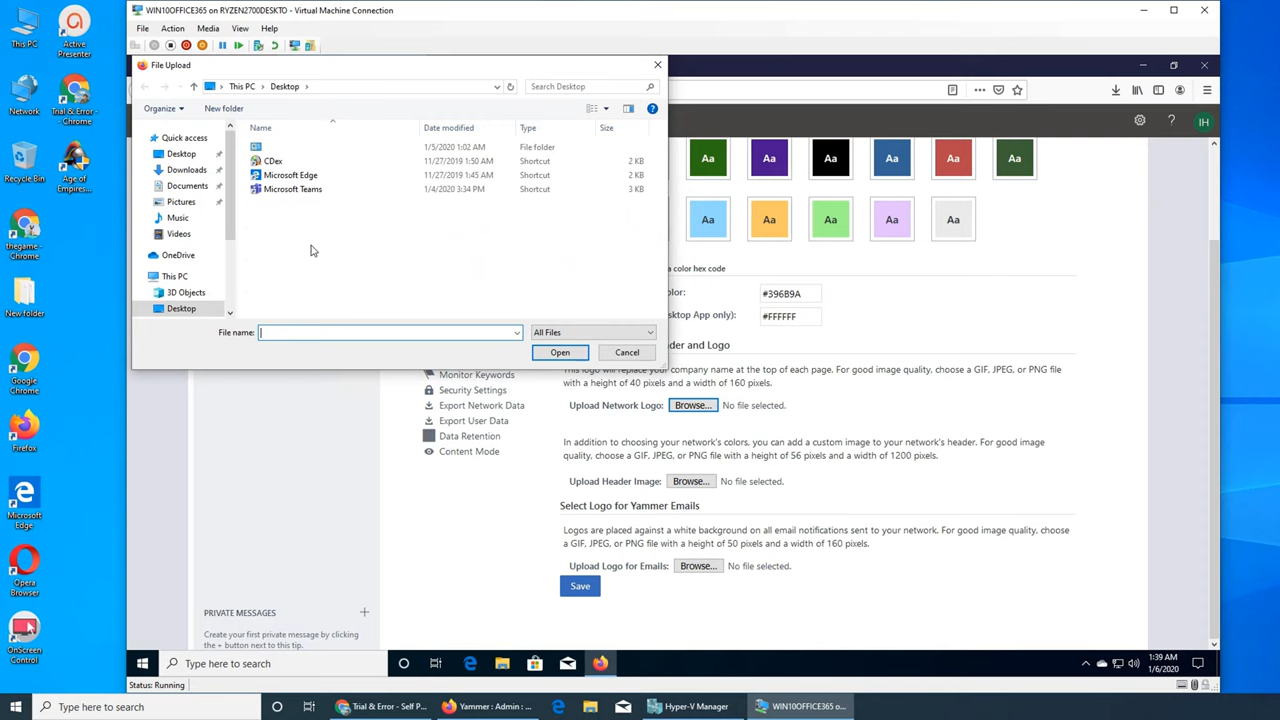 This PC
Active
Presenter
Network
Trial & Error -
- Chrome
Recycle Bin
Age of
Empires...
thegame -
Chrome
New folder
Google
Chrome
Firefox
Microsoft
Edge
Opera
Browser
OnScreen
Control
WIN10OFFICE365 on RYZEN2700DESKTO - Virtual Machine Connection
File Action Media View Help
File Upload
This PC › Desktop ›
Search Desktop
Organize New folder
Name Date modified Type Size
1/5/2020 1:02 AM File folder
CDex 11/27/2019 1:50 AM Shortcut 2 KB
Microsoft Edge 11/27/2019 1:45 AM Shortcut 2 KB
Microsoft Teams 1/4/2020 3:34 PM Shortcut 3 KB
Quick access
Desktop
Downloads
Documents
Pictures
Music
Videos
OneDrive
This PC
3D Objects
Desktop
File name:
All Files
Open Cancel
IH
Aa Aa Aa Aa Aa Aa
Aa Aa Aa Aa Aa
a color hex code
olor: #396B9A
sktop App only): #FFFFFF
der and Logo
This logo will replace your company name at the top of each page. For good image quality, choose a GIF, JPEG, or PNG file
with a height of 40 pixels and a width of 160 pixels.
Upload Network Logo: Browse... No file selected.
In addition to choosing your network's colors, you can add a custom image to your network's header. For good image
quality, choose a GIF, JPEG, or PNG file with a height of 56 pixels and a width of 1200 pixels.
Upload Header Image: Browse... No file selected.
Select Logo for Yammer Emails
Logos are placed against a white background on all email notifications sent to your network. For good image quality, choose
a GIF, JPEG, or PNG file with a height of 50 pixels and a width of 160 pixels.
Upload Logo for Emails: Browse... No file selected.
Save
Monitor Keywords
Security Settings
Export Network Data
Export User Data
Data Retention
Content Mode
PRIVATE MESSAGES
Create your first private message by clicking
the + button next to this tip.
Type here to search
1:39 AM
1/6/2020
Status: Running
Type here to search
Trial & Error - Self P...
Yammer : Admin : ...
Hyper-V Manager
WIN10OFFICE365 o...